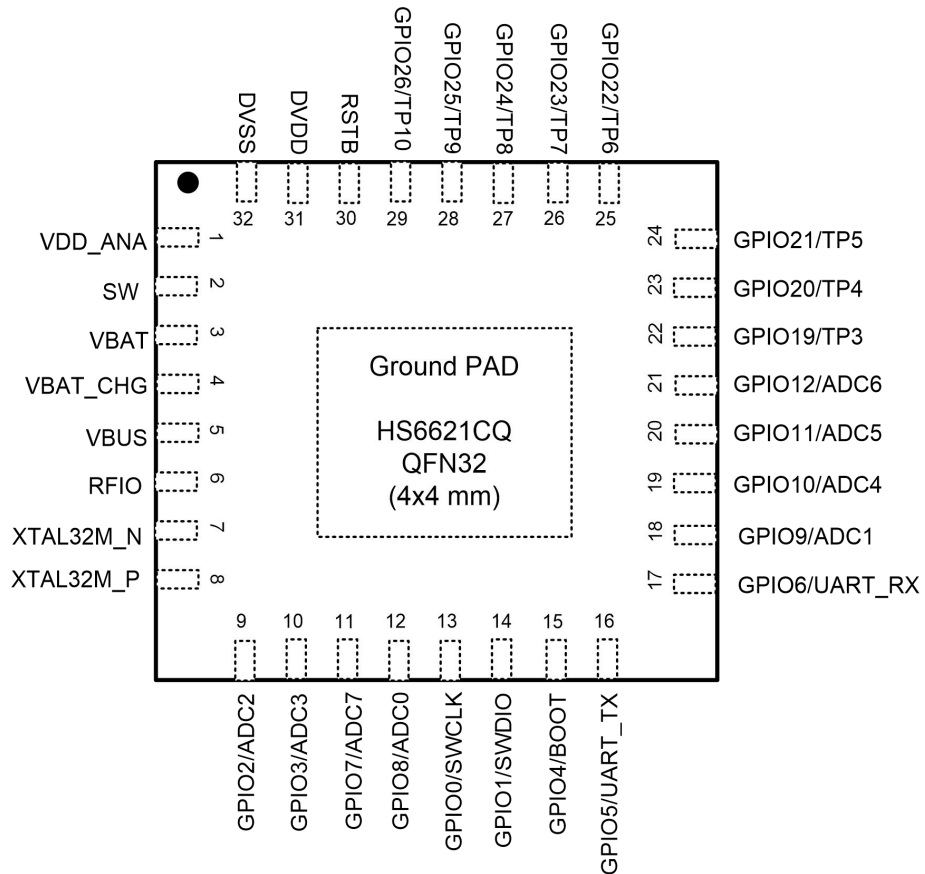 GPIO26/TP10
GPIO25/TP9
GPIO24/TP8
GPIO23/TP7
GPIO22/TP6
DVSS
DVDD
RSTB
32
31
30
29
28
27
26
25
VDD_ANA
1
SW
2
VBAT
3
VBAT_CHG
4
VBUS
5
RFIO
6
XTAL32M_N
7
XTAL32M_P
8
Ground PAD
HS6621CQ
QFN32
(4x4 mm)
24
GPIO21/TP5
23
GPIO20/TP4
22
GPIO19/TP3
21
GPIO12/ADC6
20
GPIO11/ADC5
19
GPIO10/ADC4
18
GPIO9/ADC1
17
GPIO6/UART_RX
9
10
11
12
13
14
15
16
GPIO2/ADC2
GPIO3/ADC3
GPIO7/ADC7
GPIO8/ADC0
GPIO0/SWCLK
GPIO1/SWDIO
GPIO4/BOOT
GPIO5/UART_TX